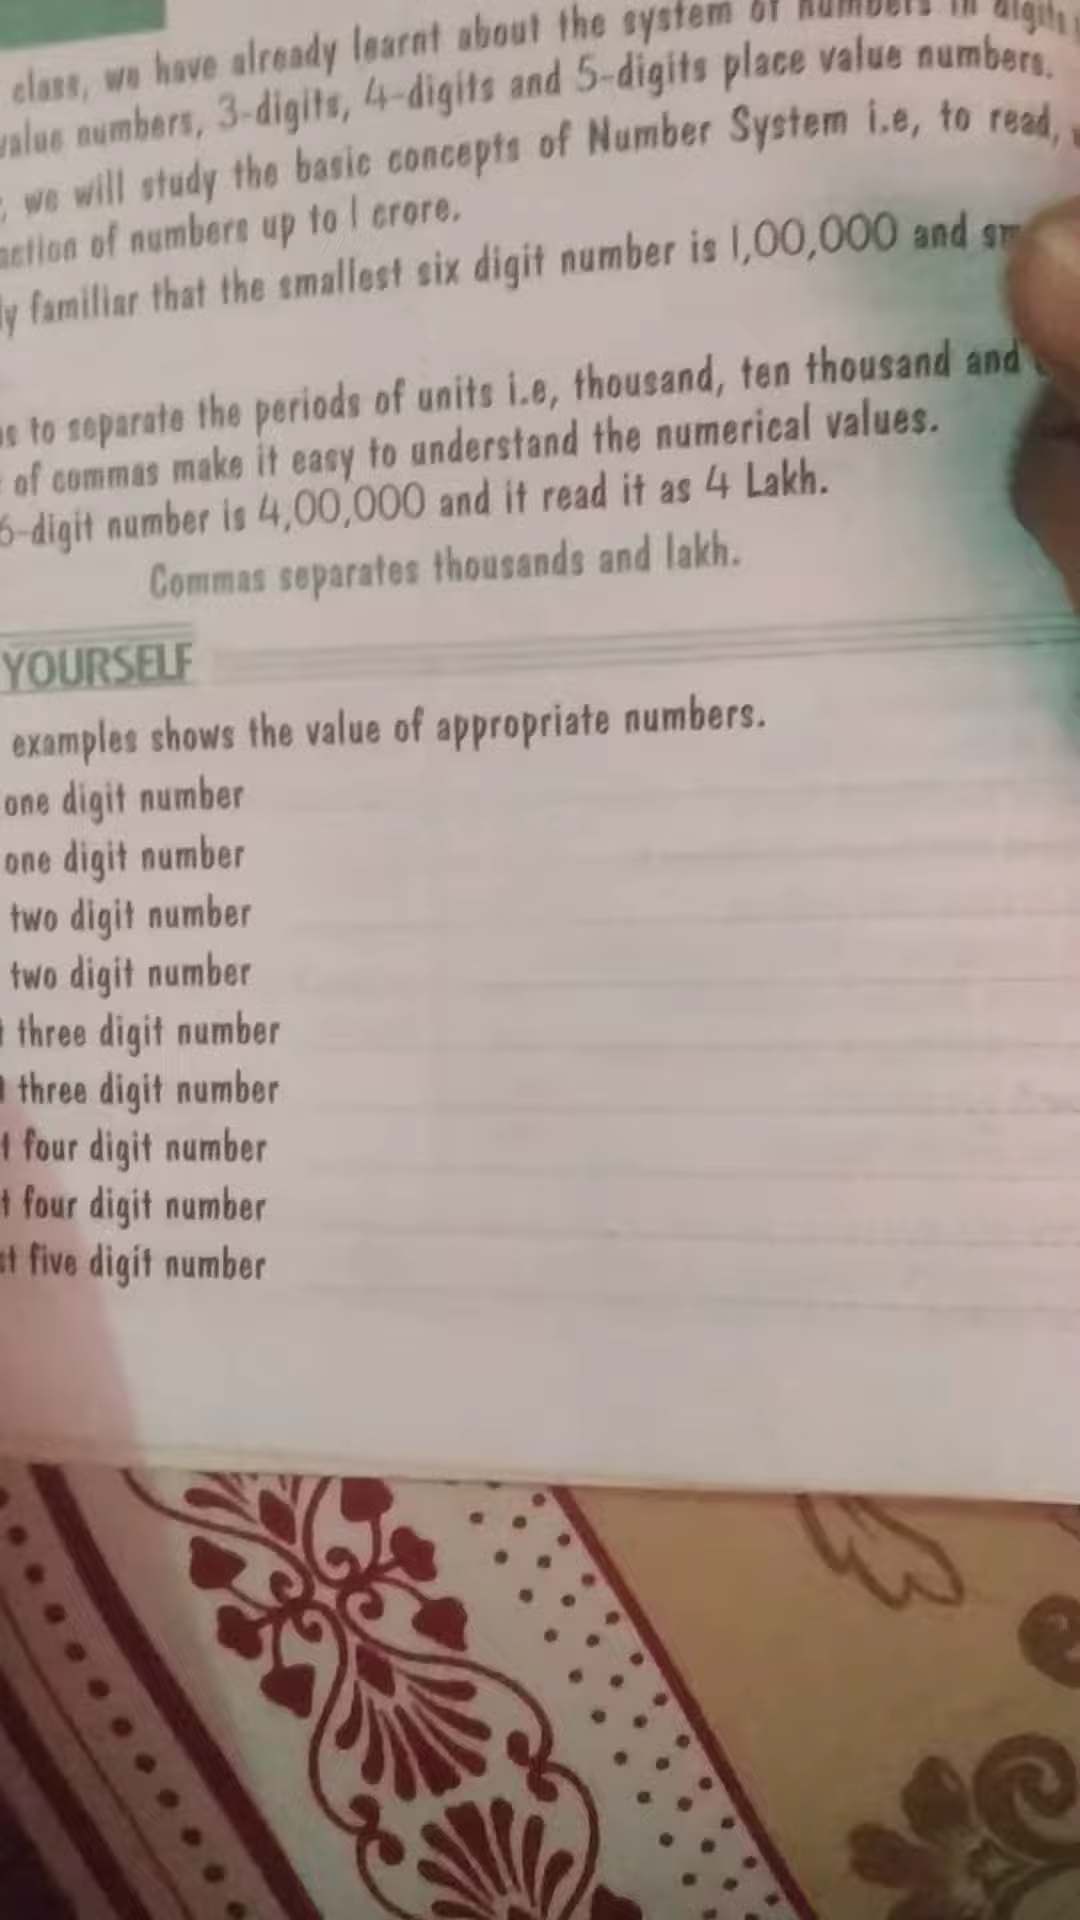 class, we have already learnt about the system of numbers in digits
value numbers, 3-digits, 4-digits and 5-digits place value numbers.
we will study the basic concepts of Number System i.e, to read,
of numbers up to 1 crore.
familiar that the smallest six digit number is 1,00,000 and
to separate the periods of units i.e, thousand, ten thousand and
of commas make it easy to understand the numerical values.
6-digit number is 4,00,000 and it read it as 4 Lakh.
Commas separates thousands and lakh.
YOURSELF
examples shows the value of appropriate numbers.
one digit number
one digit number
two digit number
two digit number
three digit number
three digit number
four digit number
four digit number
five digit number